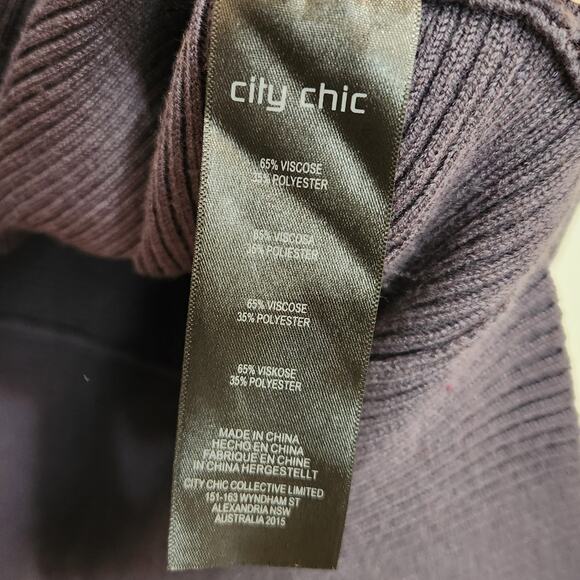 city chic
65% VISCOSE
35% POLYESTER
65% VISCOSA
35% POLYESTER
65% VISCOSE
35% POLYESTER
65% VISKOSE
35% POLYESTER
MADE IN CHINA
HECHO EN CHINA
FABRIQUE EN CHINE
IN CHINA HERGESTELLT
CITY CHIC COLLECTIVE LIMITED
151-163 WYNDHAM ST
ALEXANDRIA NSW
AUSTRALIA 2015